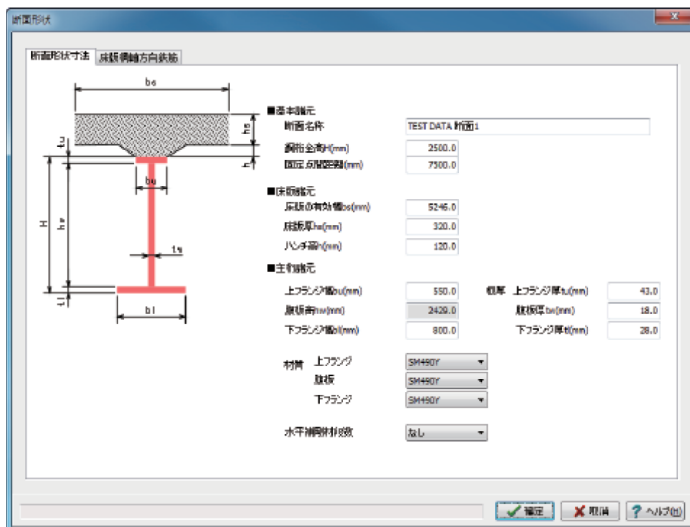 断面形状
断面形状寸法 床版橋軸方向鉄筋
bs
hs
h
tu
bu
H
hw
tw
tl
bl
■基本諸元
断面名称 TEST DATA 断面1
鋼桁全高H(mm) 2500.0
固定点間距離(mm) 7500.0
■床版諸元
床版の有効幅bs(mm) 5246.0
床版厚hs(mm) 320.0
ハンチ高h(mm) 120.0
■主桁諸元
上フランジ幅bu(mm) 550.0 板厚 上フランジ厚tu(mm) 43.0
腹板高hw(mm) 2429.0 腹板厚tw(mm) 18.0
下フランジ幅bl(mm) 800.0 下フランジ厚tl(mm) 28.0
材質 上フランジ SM490Y
腹板 SM490Y
下フランジ SM490Y
水平補剛材段数 なし
確定 取消 ヘルプ(H)